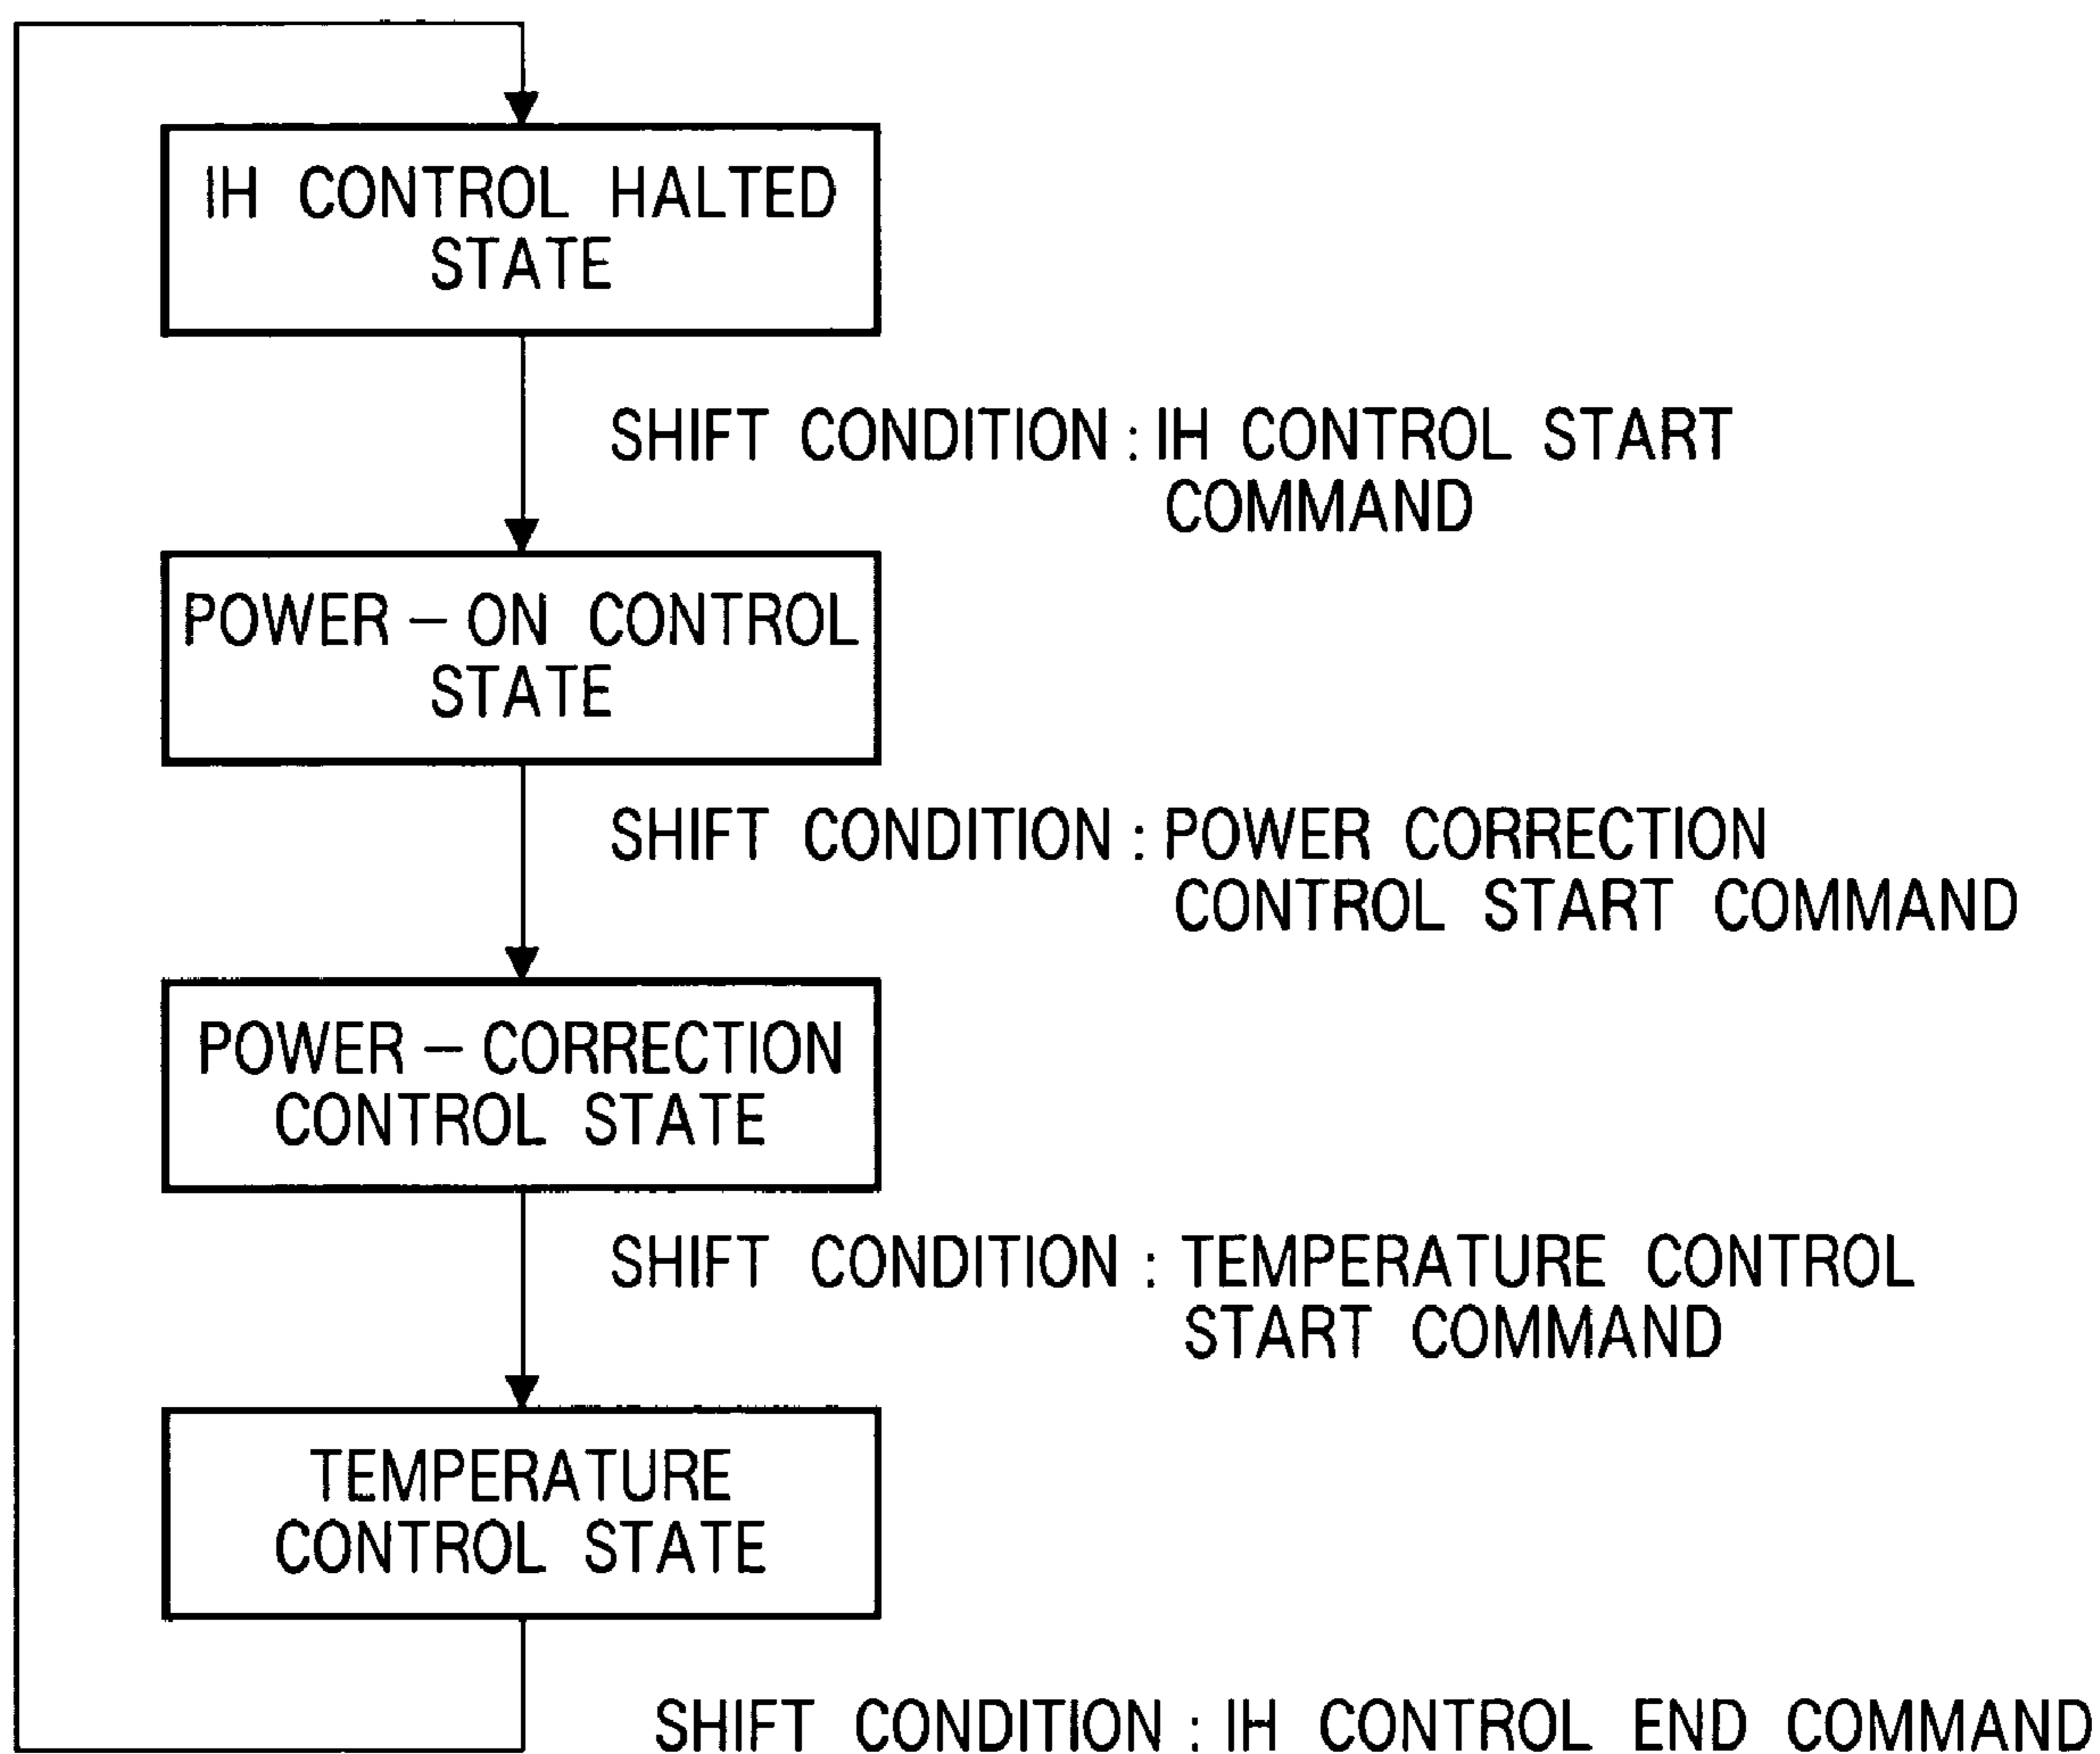 IH CONTROL HALTED
STATE
SHIFT CONDITION : IH CONTROL START
COMMAND
POWER – ON CONTROL
STATE
SHIFT CONDITION : POWER CORRECTION
CONTROL START COMMAND
POWER – CORRECTION
CONTROL STATE
SHIFT CONDITION : TEMPERATURE CONTROL
START COMMAND
TEMPERATURE
CONTROL STATE
SHIFT CONDITION : IH CONTROL END COMMAND